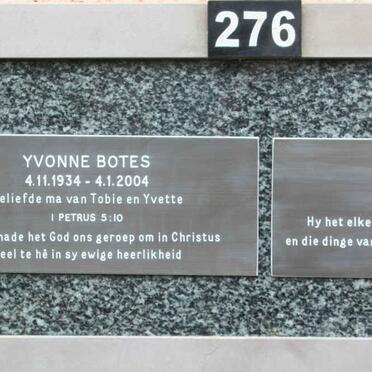 276
YVONNE BOTES
4.11.1934 - 4.1.2004
eliefde ma van Tobie en Yvette
1 PETRUS 5:10
nade het God ons geroep om in Christus
eel te hê in sy ewige heerlikheid
Hy het elke
en die dinge va